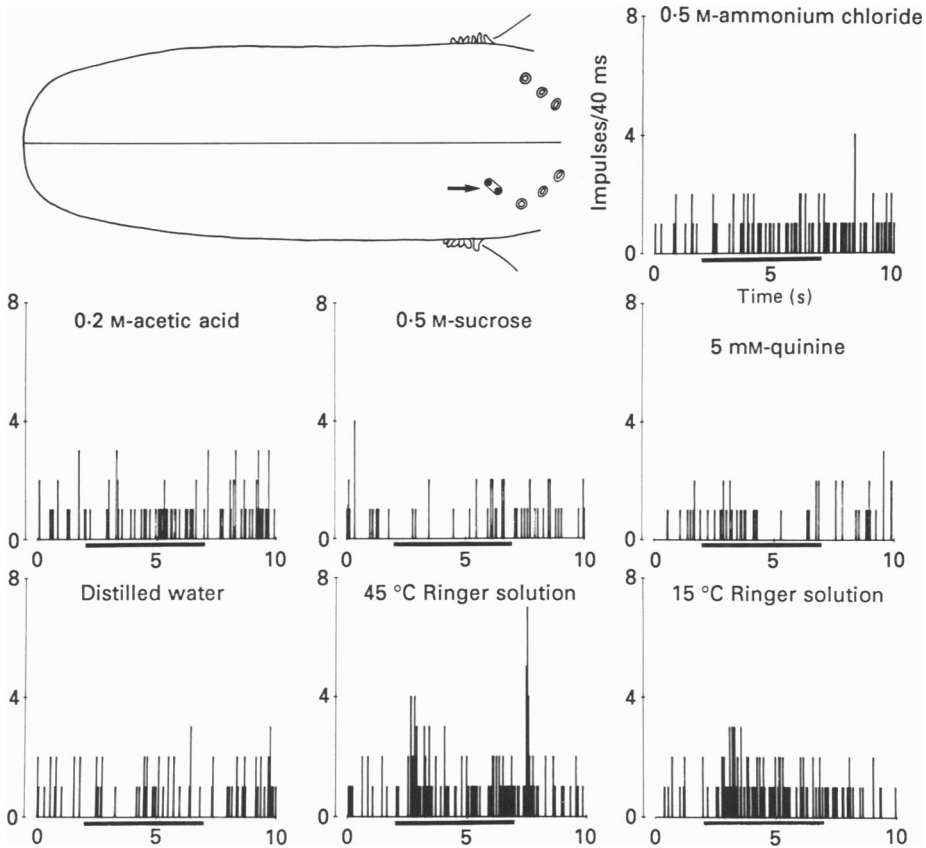 0·5 M-ammonium chloride
8
4
0
Impulses/40 ms
0 5 10
Time (s)
0·2 M-acetic acid
8
4
0
0 5 10
0·5 M-sucrose
8
4
0
0 5 10
5 mM-quinine
8
4
0
0 5 10
Distilled water
8
4
0
0 5 10
45 °C Ringer solution
8
4
0
0 5 10
15 °C Ringer solution
8
4
0
0 5 10